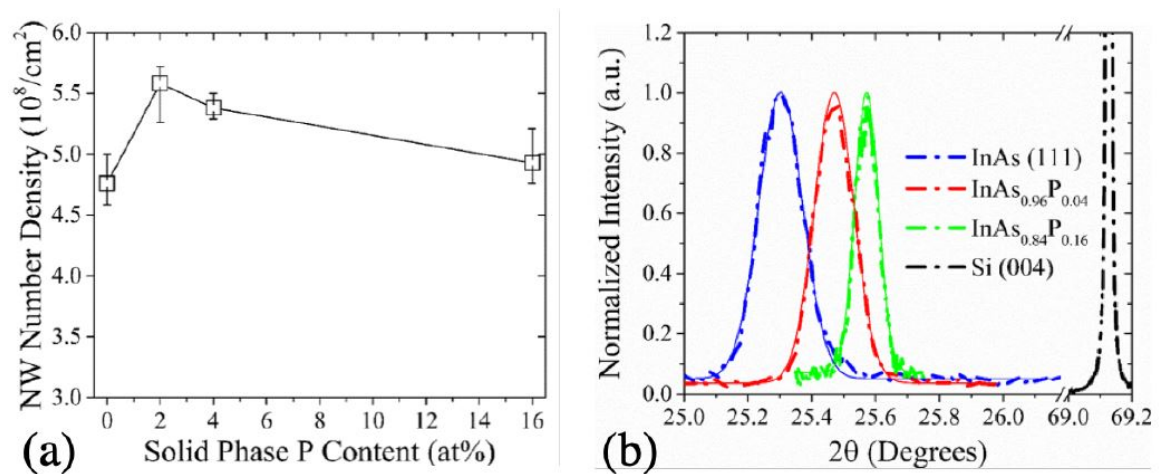 NW Number Density (10⁸/cm²)
6.0
5.5
5.0
4.5
4.0
3.5
3.0
0 2 4 6 8 10 12 14 16
Solid Phase P Content (at%)
(a)
Normalized Intensity (a.u.)
1.2
1.0
0.8
0.6
0.4
0.2
0.0
InAs (111)
InAs₀.₉₆P₀.₀₄
InAs₀.₈₄P₀.₁₆
Si (004)
25.0 25.2 25.4 25.6 25.8 26.0 69.0 69.2
2θ (Degrees)
(b)